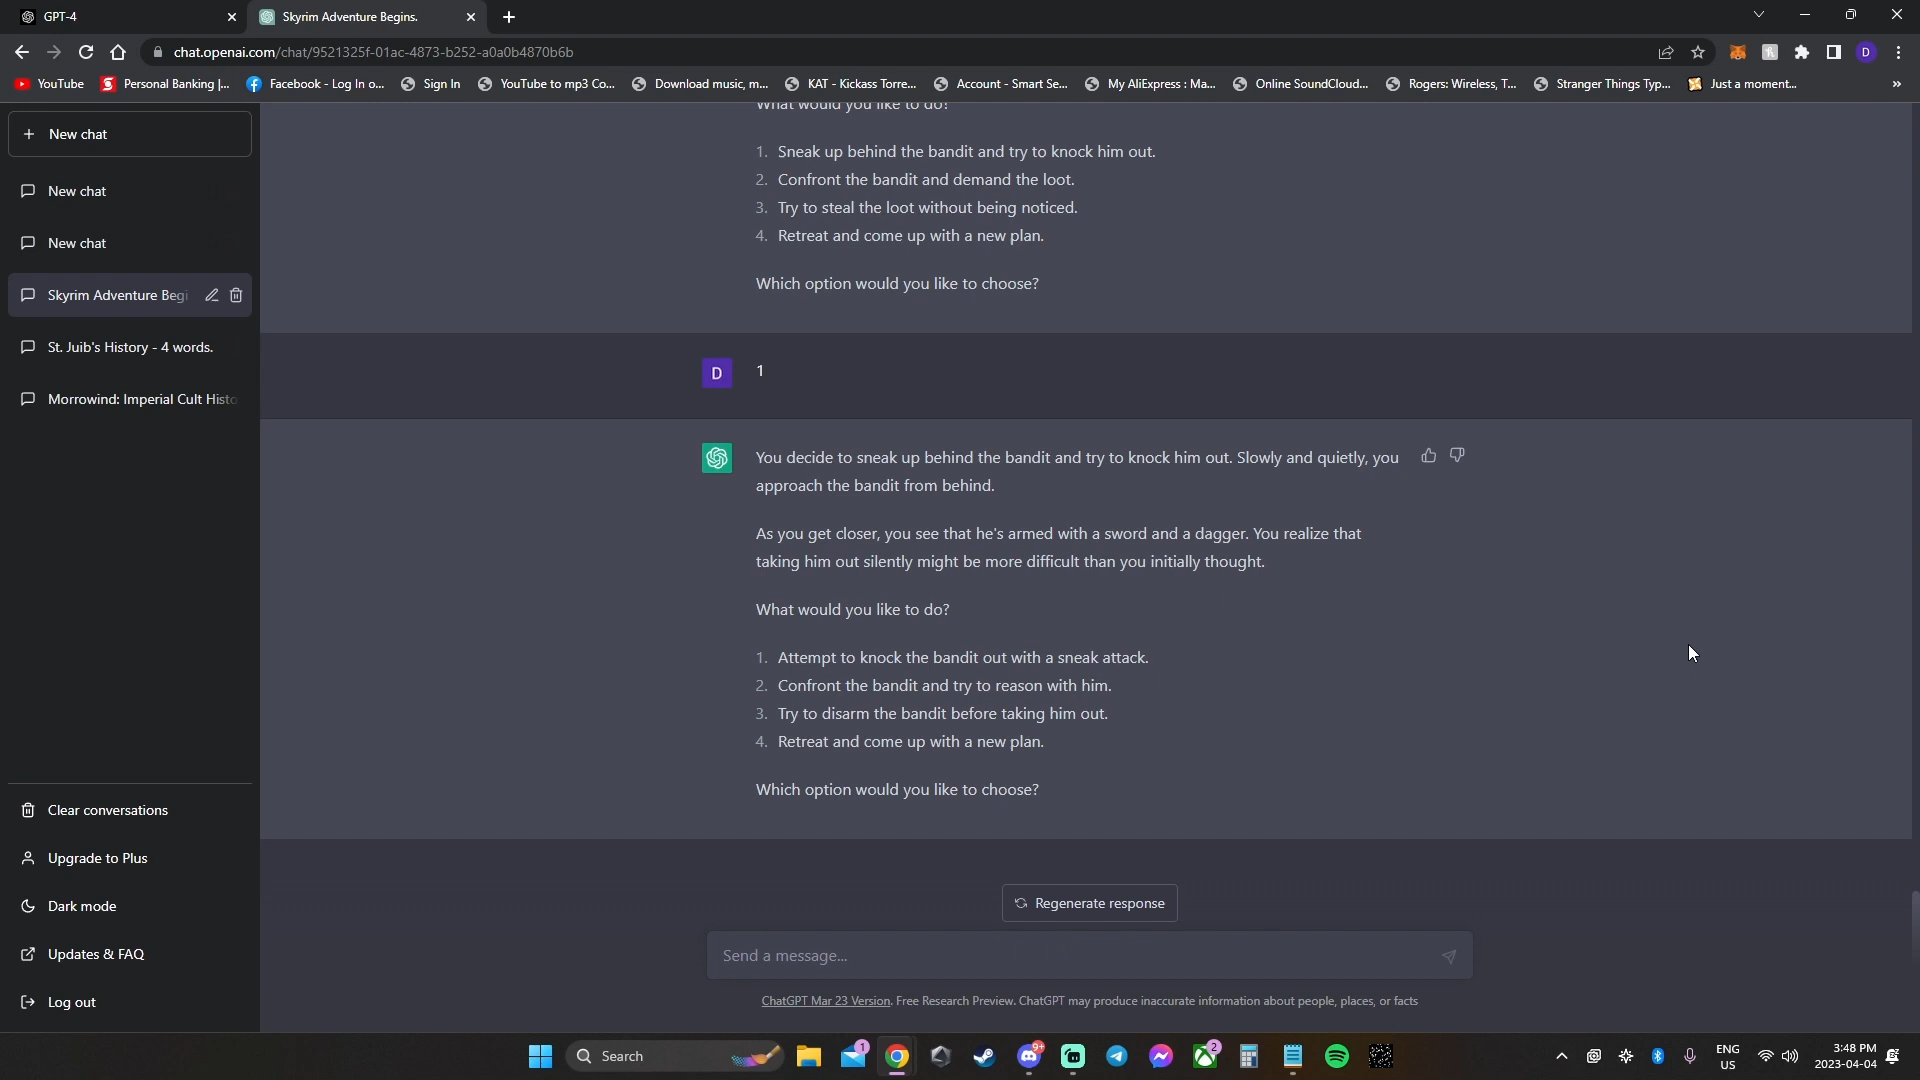 GPT-4
Skyrim Adventure Begins.
chat.openai.com/chat/9521325f-01ac-4873-b252-a0a0b4870b6b
D
YouTube
Personal Banking |...
Facebook - Log In o...
Sign In
YouTube to mp3 Co...
Download music, m...
KAT - Kickass Torre...
Account - Smart Se...
My AliExpress : Ma...
Online SoundCloud...
Rogers: Wireless, T...
Stranger Things Typ...
Just a moment...
»
+ New chat
New chat
New chat
Skyrim Adventure Begi
St. Juib's History - 4 words.
Morrowind: Imperial Cult Histo
Clear conversations
Upgrade to Plus
Dark mode
Updates & FAQ
Log out
What would you like to do?
1. Sneak up behind the bandit and try to knock him out.
2. Confront the bandit and demand the loot.
3. Try to steal the loot without being noticed.
4. Retreat and come up with a new plan.
Which option would you like to choose?
D
1
You decide to sneak up behind the bandit and try to knock him out. Slowly and quietly, you
approach the bandit from behind.
As you get closer, you see that he's armed with a sword and a dagger. You realize that
taking him out silently might be more difficult than you initially thought.
What would you like to do?
1. Attempt to knock the bandit out with a sneak attack.
2. Confront the bandit and try to reason with him.
3. Try to disarm the bandit before taking him out.
4. Retreat and come up with a new plan.
Which option would you like to choose?
Regenerate response
Send a message...
ChatGPT Mar 23 Version. Free Research Preview. ChatGPT may produce inaccurate information about people, places, or facts
Search
1
9+
2
ENG
US
3:48 PM
2023-04-04